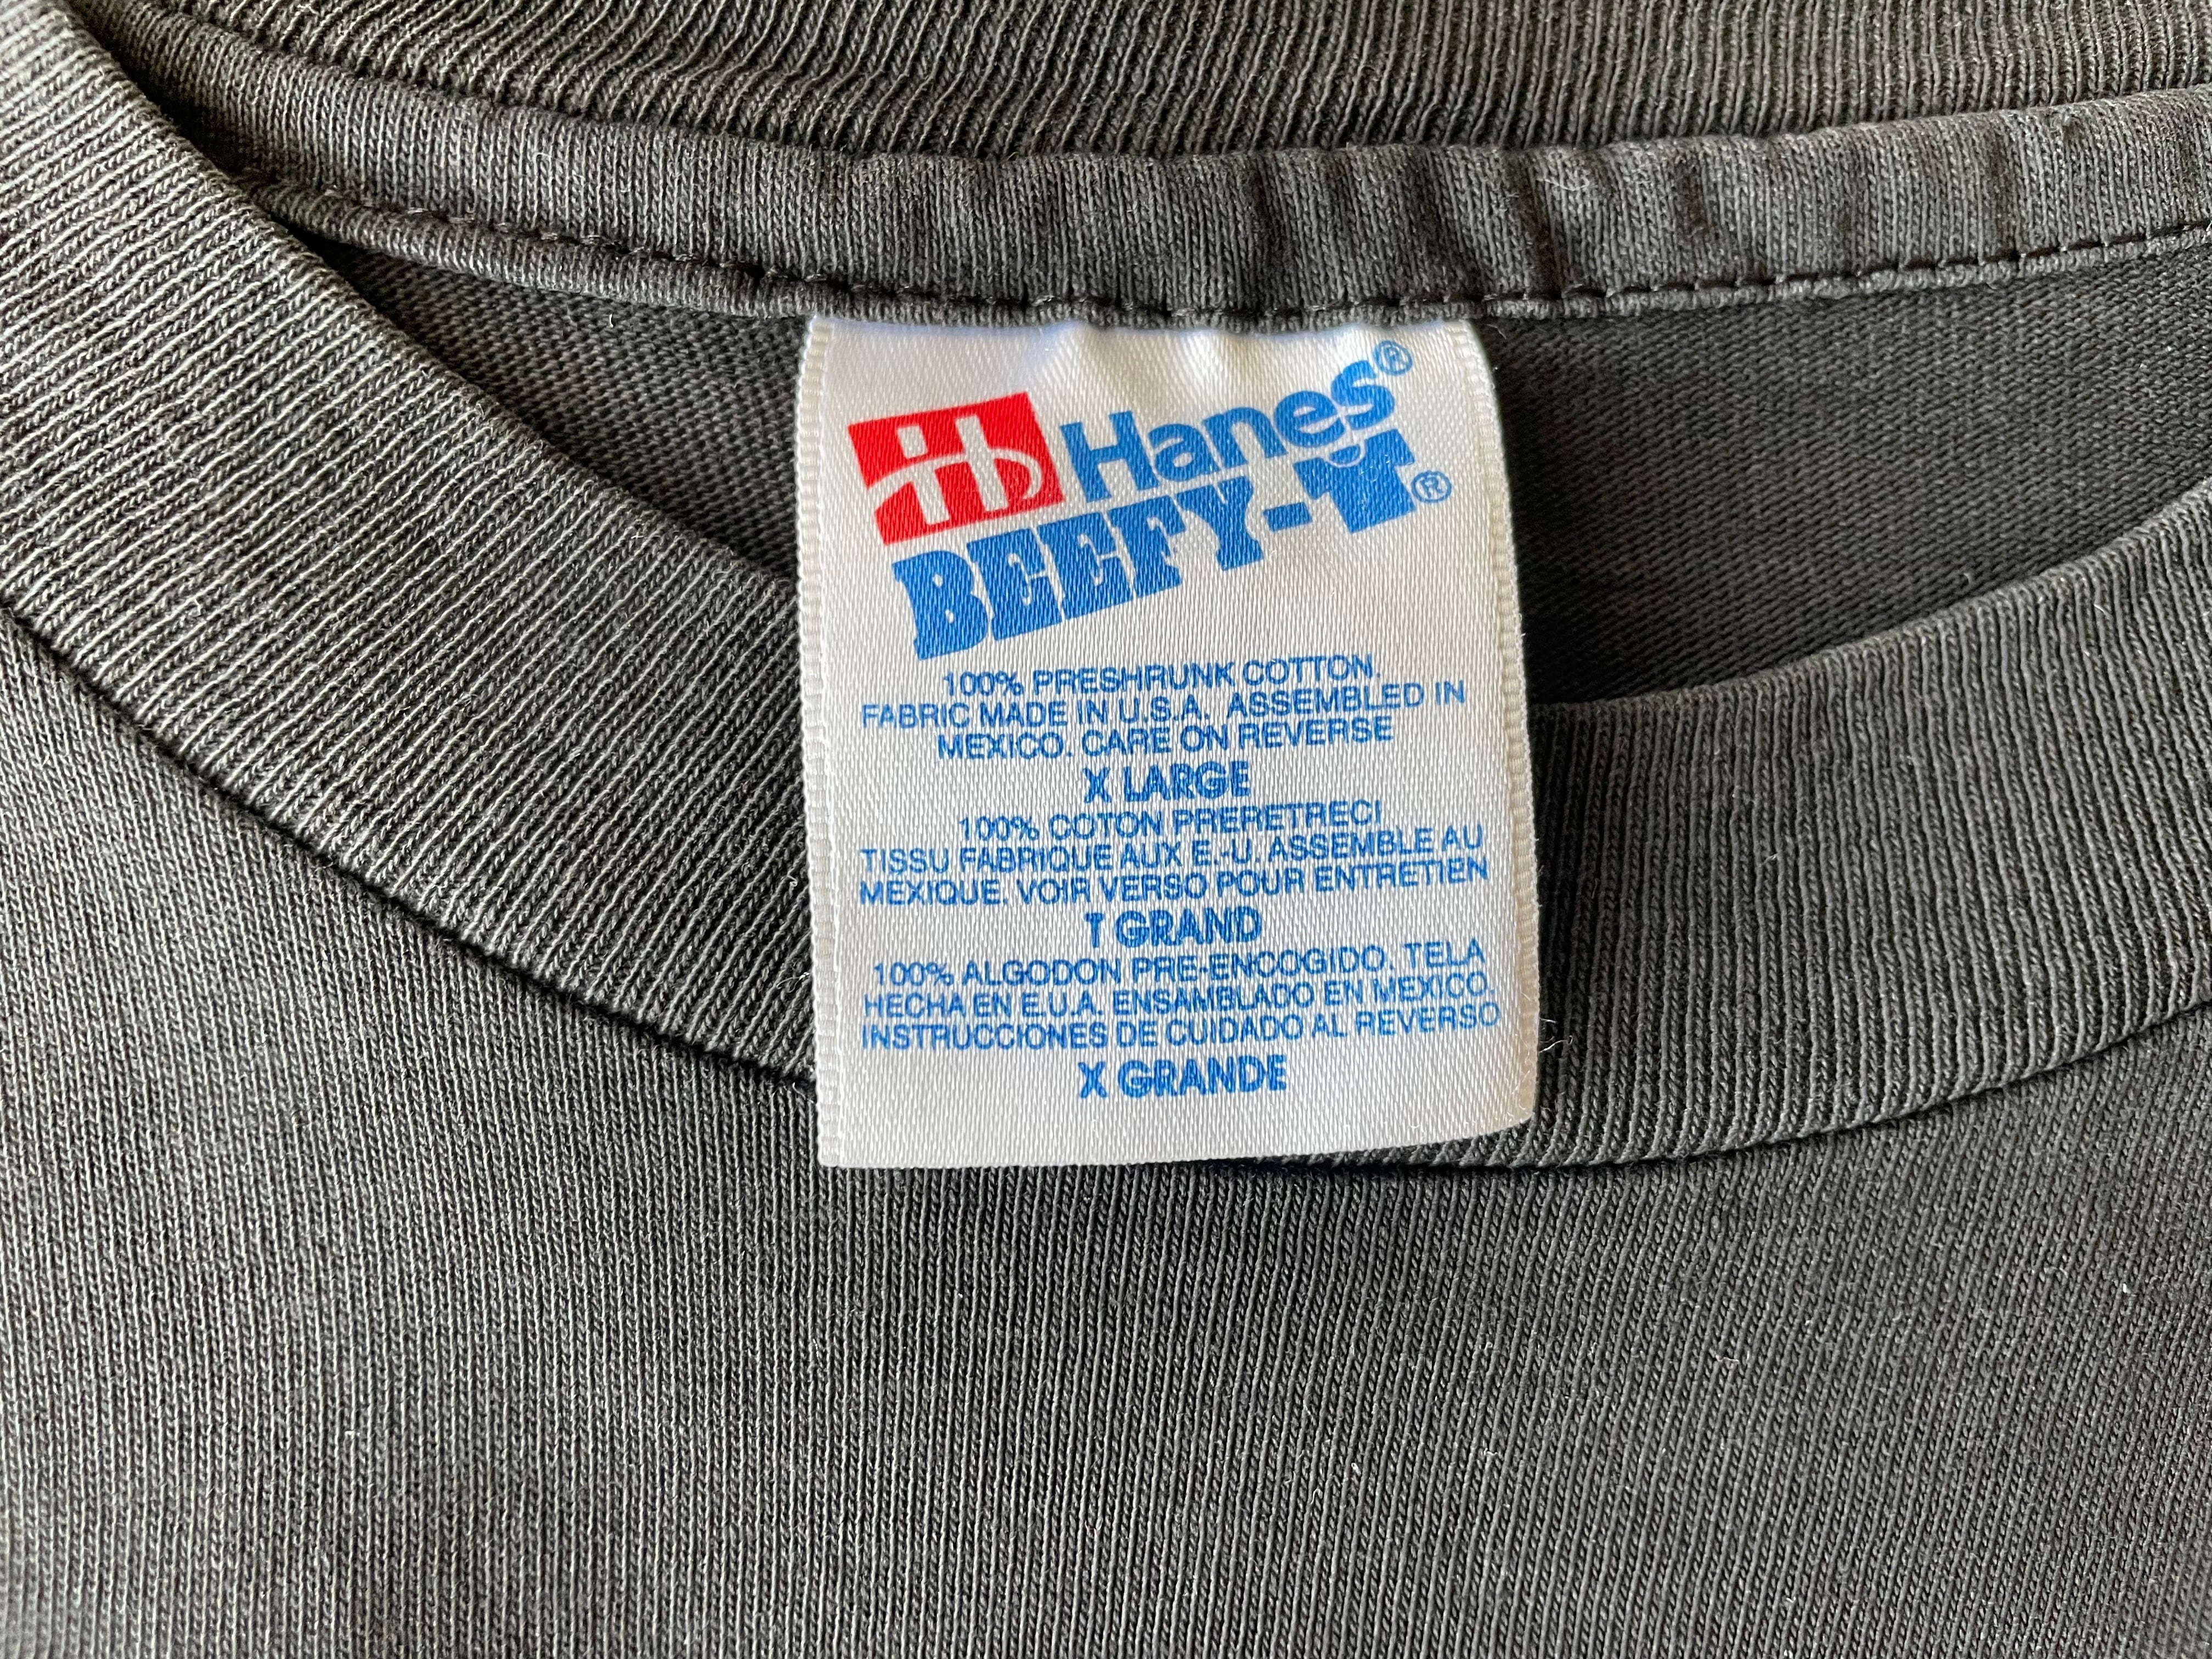 Hanes®
BEEFY-T®
100% PRESHRUNK COTTON.
FABRIC MADE IN U.S.A. ASSEMBLED IN
MEXICO. CARE ON REVERSE
X LARGE
100% COTON PRERETRECI
TISSU FABRIQUE AUX E.-U. ASSEMBLE AU
MEXIQUE. VOIR VERSO POUR ENTRETIEN
T GRAND
100% ALGODON PRE-ENCOGIDO. TELA
HECHA EN E.U.A. ENSAMBLADO EN MEXICO.
INSTRUCCIONES DE CUIDADO AL REVERSO
X GRANDE